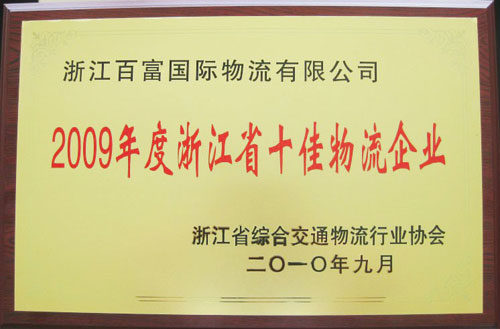 浙江百富国际物流有限公司
2009年度浙江省十佳物流企业
浙江省综合交通物流行业协会
二〇一〇年九月